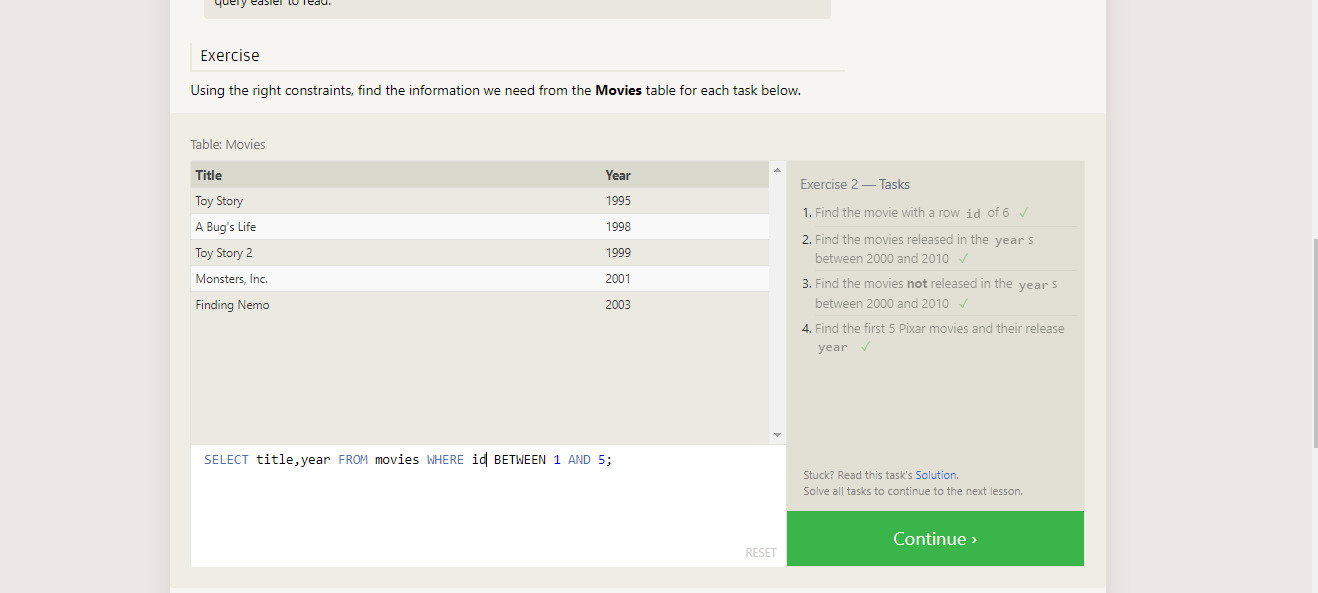 query easier to read.
Exercise
Using the right constraints, find the information we need from the Movies table for each task below.
Table: Movies
Title Year
Toy Story 1995
A Bug's Life 1998
Toy Story 2 1999
Monsters, Inc. 2001
Finding Nemo 2003
SELECT title,year FROM movies WHERE id BETWEEN 1 AND 5;
RESET
Exercise 2 — Tasks
1. Find the movie with a row id of 6 ✓
2. Find the movies released in the year s
between 2000 and 2010 ✓
3. Find the movies not released in the year s
between 2000 and 2010 ✓
4. Find the first 5 Pixar movies and their release
year ✓
Stuck? Read this task's Solution.
Solve all tasks to continue to the next lesson.
Continue ›